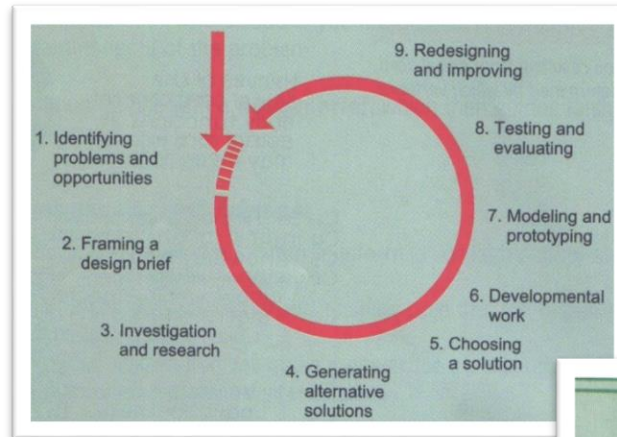 1. Identifying
problems and
opportunities
2. Framing a
design brief
3. Investigation
and research
4. Generating
alternative
solutions
5. Choosing
a solution
6. Developmental
work
7. Modeling and
prototyping
8. Testing and
evaluating
9. Redesigning
and improving